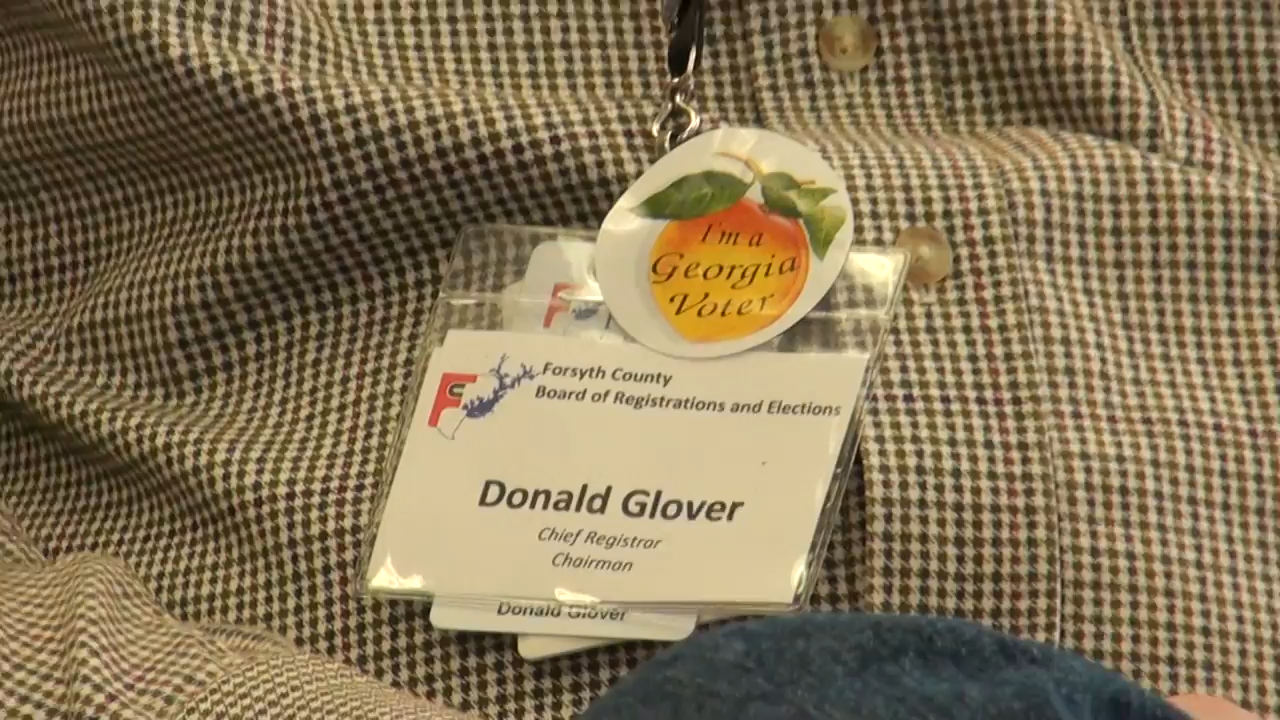 I'm a
Georgia
Voter
Forsyth County
Board of Registrations and Elections
Donald Glover
Chief Registrar
Chairman
Donald Glover